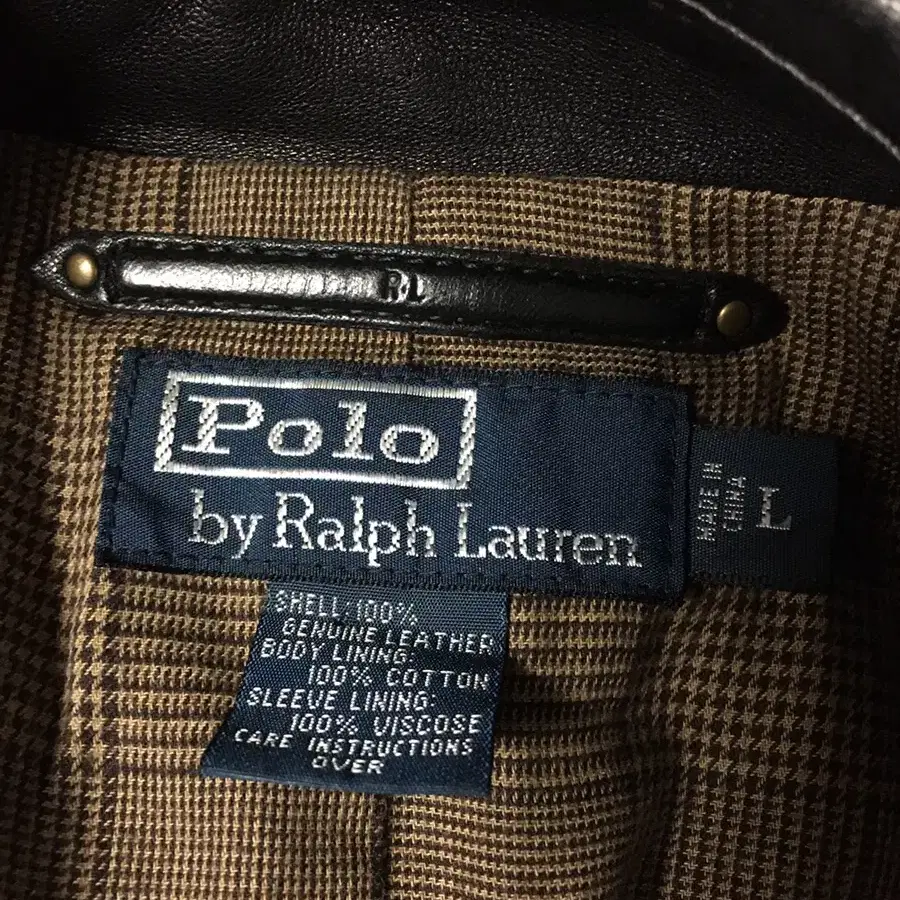 RL
Polo
by Ralph Lauren
MADE IN
CHINA
L
SHELL:100%
GENUINE LEATHER
BODY LINING:
100% COTTON
SLEEVE LINING:
100% VISCOSE
CARE INSTRUCTIONS
OVER